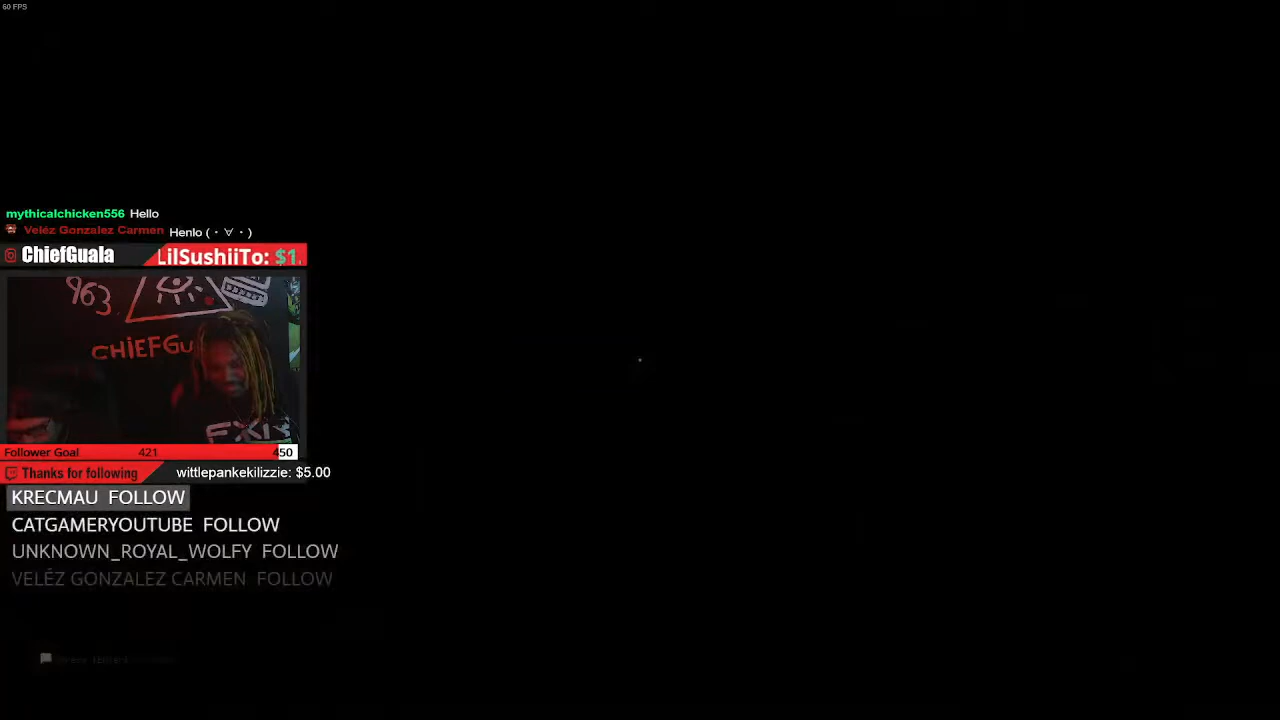 60 FPS
mythicalchicken556 Hello
Veléz Gonzalez Carmen Henlo (・∀・)
ChiefGuala
LilSushiiTo: $1.
963
CHIEFGU
Follower Goal 421 450
Thanks for following
wittlepankekilizzie: $5.00
KRECMAU FOLLOW
CATGAMERYOUTUBE FOLLOW
UNKNOWN_ROYAL_WOLFY FOLLOW
VELÉZ GONZALEZ CARMEN FOLLOW